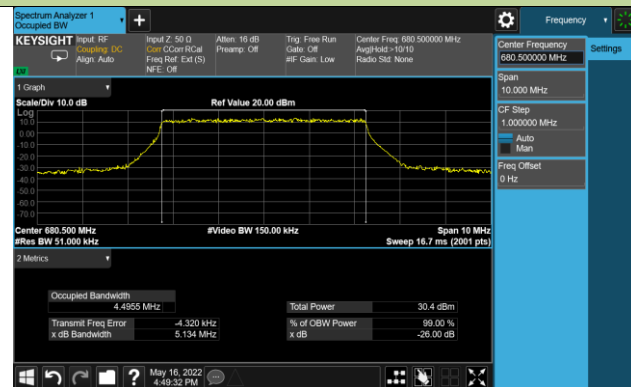 Spectrum Analyzer 1
Occupied BW
Frequency
KEYSIGHT
Input: RF
Coupling: DC
Align: Auto
Input Z: 50 Ω
Corr CCorr RCal
Freq Ref: Ext (S)
NFE: Off
Atten: 16 dB
Preamp: Off
Trig: Free Run
Gate: Off
#IF Gain: Low
Center Freq: 680.500000 MHz
Avg|Hold:>10/10
Radio Std: None
Center Frequency
680.500000 MHz
Settings
Span
10.000 MHz
CF Step
1.000000 MHz
Auto
Man
Freq Offset
0 Hz
1 Graph
Scale/Div 10.0 dB
Ref Value 20.00 dBm
Log
10.0
0.00
-10.0
-20.0
-30.0
-40.0
-50.0
-60.0
-70.0
Center 680.500 MHz
#Video BW 150.00 kHz
Span 10 MHz
#Res BW 51.000 kHz
Sweep 16.7 ms (2001 pts)
2 Metrics
Occupied Bandwidth
4.4955 MHz
Total Power
30.4 dBm
Transmit Freq Error
-4.320 kHz
% of OBW Power
99.00 %
x dB Bandwidth
5.134 MHz
x dB
-26.00 dB
May 16, 2022
4:49:32 PM